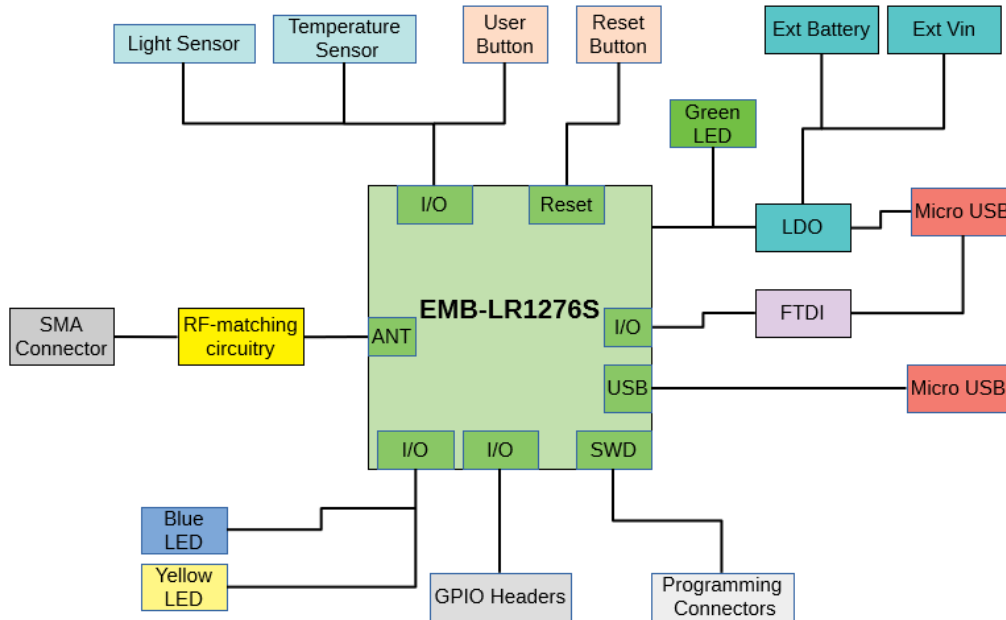 Light Sensor
Temperature
Sensor
User
Button
Reset
Button
Ext Battery
Ext Vin
Green
LED
I/O
Reset
LDO
Micro USB
EMB-LR1276S
SMA
Connector
RF-matching
circuitry
ANT
I/O
FTDI
USB
Micro USB
I/O
I/O
SWD
Blue
LED
Yellow
LED
GPIO Headers
Programming
Connectors